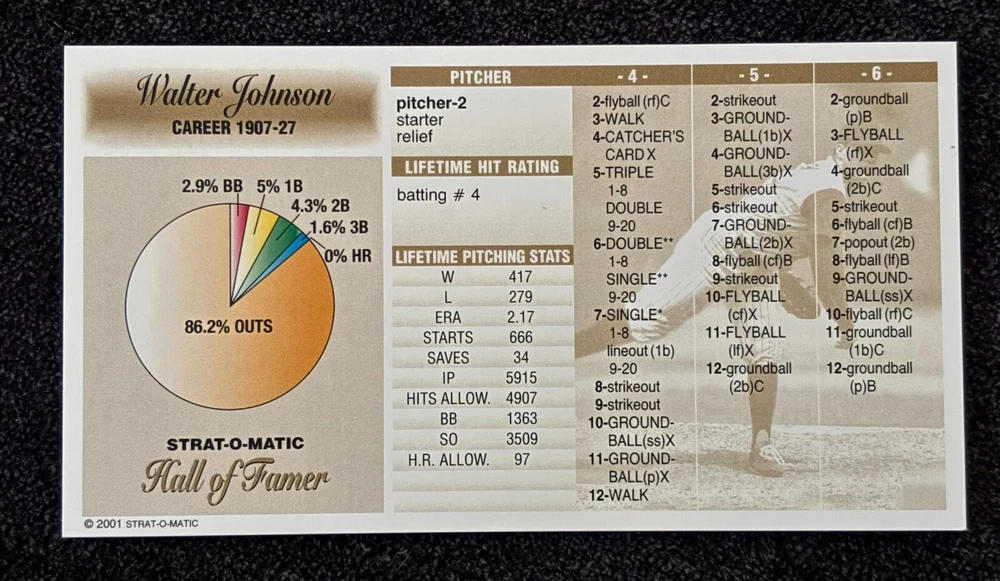 Walter Johnson
CAREER 1907-27
2.9% BB
5% 1B
4.3% 2B
1.6% 3B
0% HR
86.2% OUTS
STRAT-O-MATIC
Hall of Famer
© 2001 STRAT-O-MATIC
PITCHER
pitcher-2
starter
relief
LIFETIME HIT RATING
batting # 4
LIFETIME PITCHING STATS
W 417
L 279
ERA 2.17
STARTS 666
SAVES 34
IP 5915
HITS ALLOW. 4907
BB 1363
SO 3509
H.R. ALLOW. 97
- 4 -
2-flyball (rf)C
3-WALK
4-CATCHER'S
CARD X
5-TRIPLE
1-8
DOUBLE
9-20
6-DOUBLE**
1-8
SINGLE**
9-20
7-SINGLE*
1-8
lineout (1b)
9-20
8-strikeout
9-strikeout
10-GROUND-
BALL(ss)X
11-GROUND-
BALL(p)X
12-WALK
- 5 -
2-strikeout
3-GROUND-
BALL(1b)X
4-GROUND-
BALL(3b)X
5-strikeout
6-strikeout
7-GROUND-
BALL(2b)X
8-flyball (cf)B
9-strikeout
10-FLYBALL
(cf)X
11-FLYBALL
(lf)X
12-groundball
(2b)C
- 6 -
2-groundball
(p)B
3-FLYBALL
(rf)X
4-groundball
(2b)C
5-strikeout
6-flyball (cf)B
7-popout (2b)
8-flyball (lf)B
9-GROUND-
BALL(ss)X
10-flyball (rf)C
11-groundball
(1b)C
12-groundball
(p)B